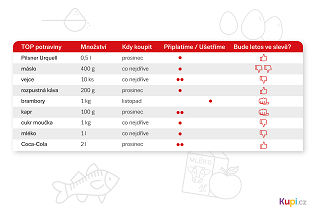 TOP potraviny Množství Kdy koupit Připlatíme / Ušetříme Bude letos ve slevě?
Pilsner Urquell 0,5 l prosinec
máslo 400 g co nejdříve
vejce 10 ks co nejdříve
rozpustná káva 200 g prosinec
brambory 1 kg listopad
kapr 100 g prosinec
cukr moučka 1 kg co nejdříve
mléko 1 l co nejdříve
Coca-Cola 2 l prosinec
MLÉKO
Kupi.cz